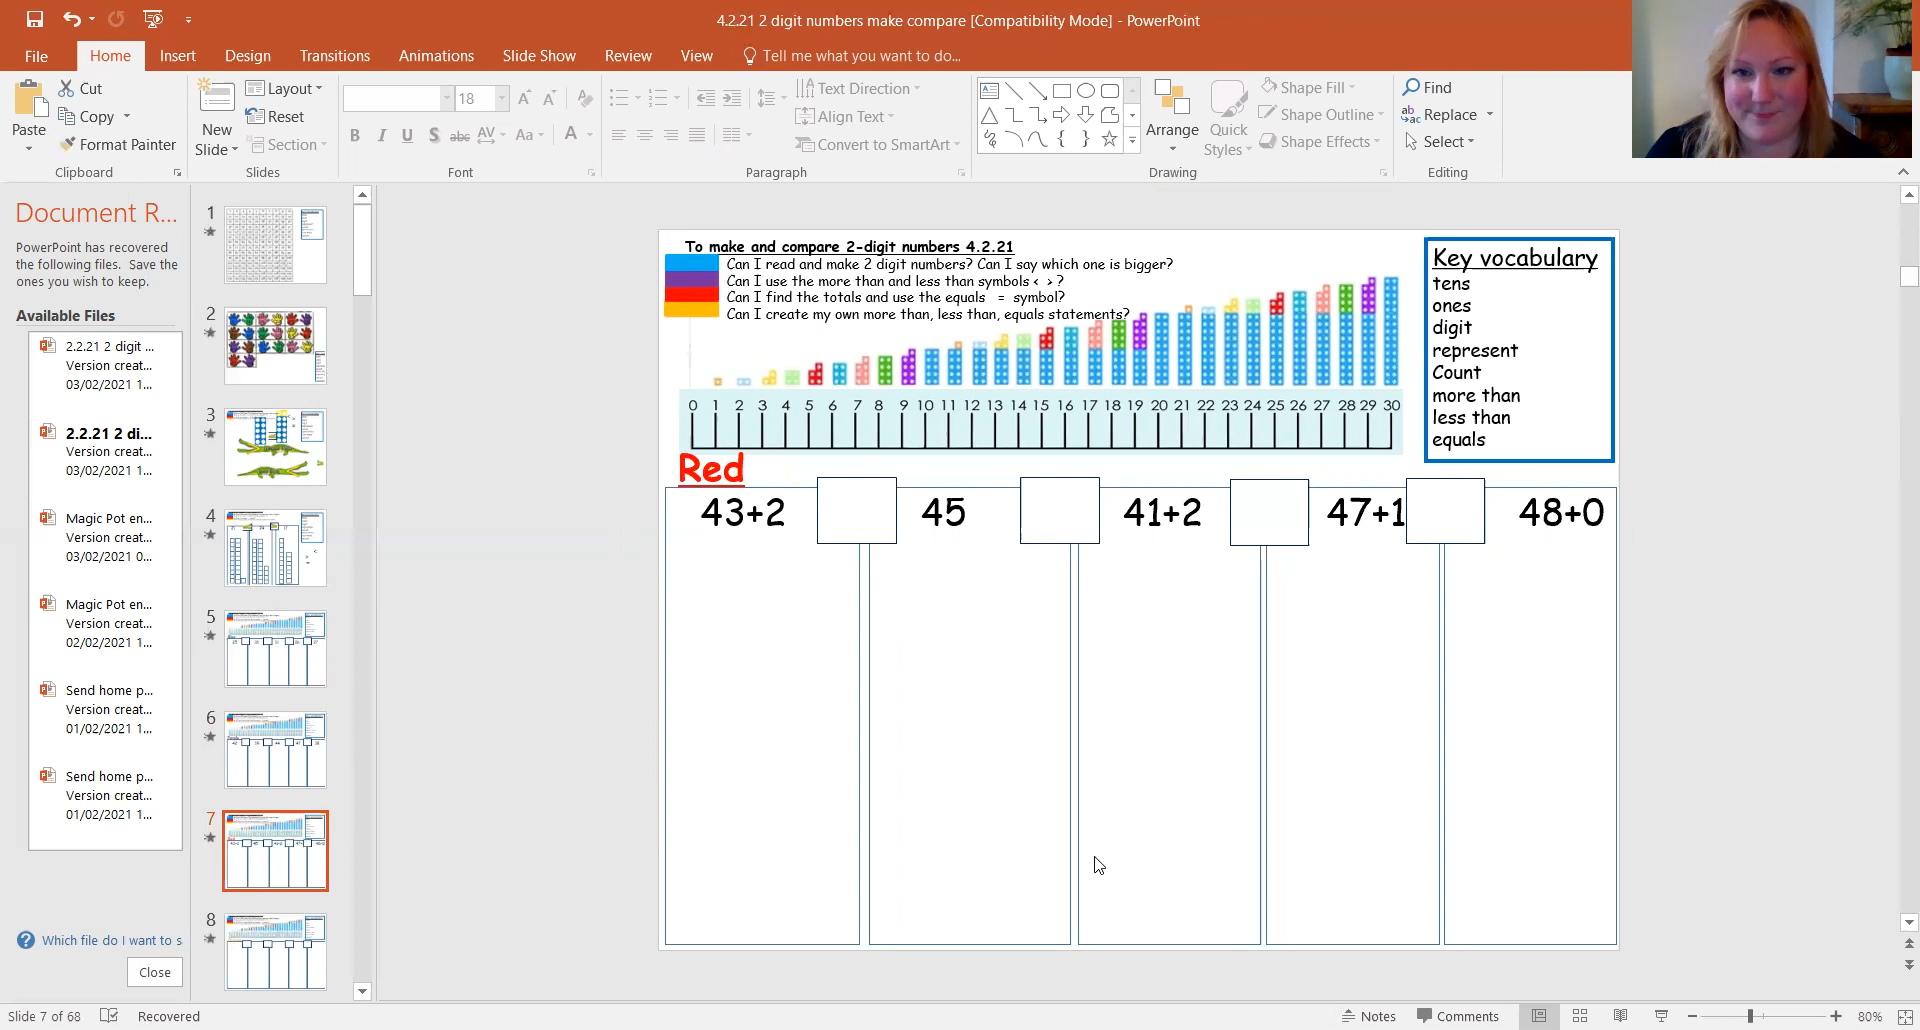 4.2.21 2 digit numbers make compare [Compatibility Mode] - PowerPoint
File Home Insert Design Transitions Animations Slide Show Review View Tell me what you want to do...
Paste
Cut
Copy
Format Painter
Clipboard
New Slide
Layout
Reset
Section
Slides
18
B I U S abc AV Aa A
Font
Text Direction
Align Text
Convert to SmartArt
Paragraph
Arrange
Quick Styles
Shape Fill
Shape Outline
Shape Effects
Drawing
Find
Replace
Select
Editing
Document R...
PowerPoint has recovered
the following files. Save the
ones you wish to keep.
Available Files
2.2.21 2 digit ...
Version creat...
03/02/2021 1...
2.2.21 2 di...
Version creat...
03/02/2021 1...
Magic Pot en...
Version creat...
03/02/2021 0...
Magic Pot en...
Version creat...
02/02/2021 1...
Send home p...
Version creat...
01/02/2021 1...
Send home p...
Version creat...
01/02/2021 1...
Which file do I want to s
Close
1
2
3
4
5
6
7
8
To make and compare 2-digit numbers 4.2.21
Can I read and make 2 digit numbers? Can I say which one is bigger?
Can I use the more than and less than symbols < > ?
Can I find the totals and use the equals = symbol?
Can I create my own more than, less than, equals statements?
0 1 2 3 4 5 6 7 8 9 10 11 12 13 14 15 16 17 18 19 20 21 22 23 24 25 26 27 28 29 30
Key vocabulary
tens
ones
digit
represent
Count
more than
less than
equals
Red
43+2 45 41+2 47+1 48+0
Slide 7 of 68 Recovered Notes Comments 80%